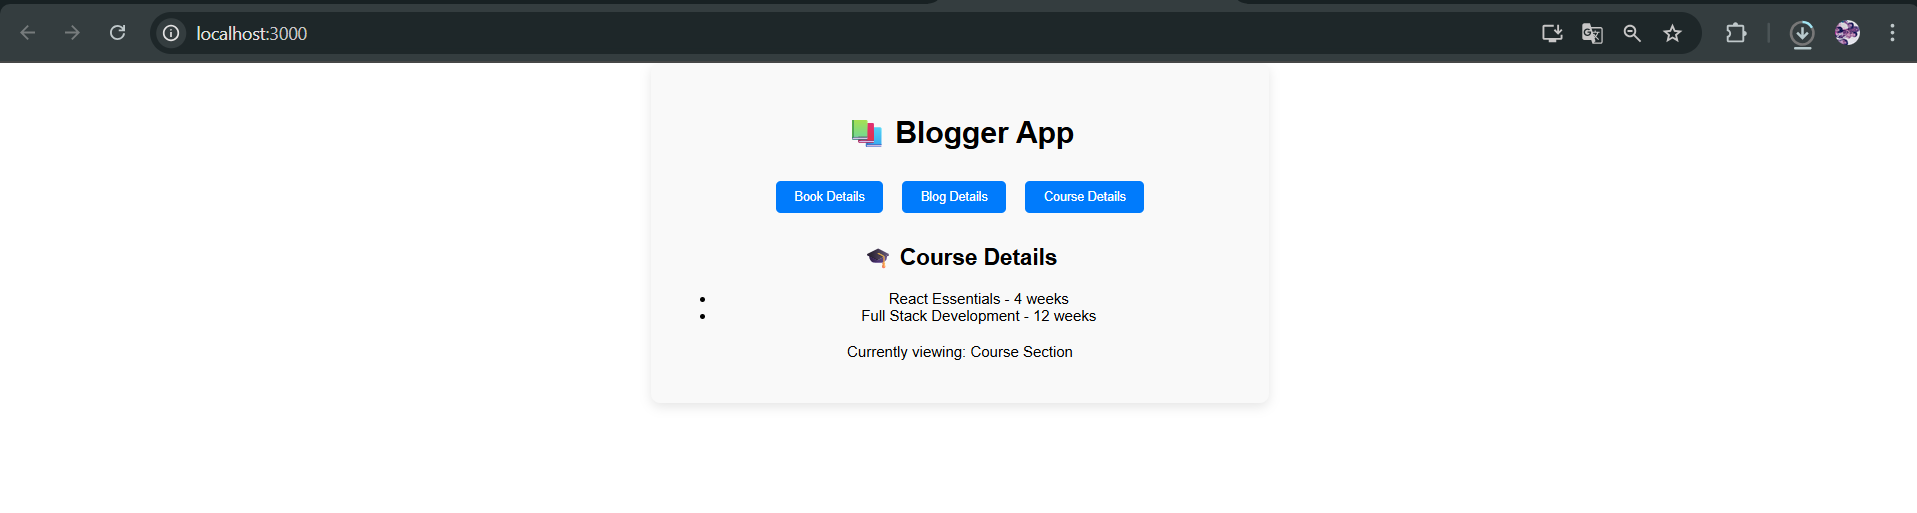 localhost:3000
📚 Blogger App
Book Details Blog Details Course Details
🎓 Course Details
• React Essentials - 4 weeks
• Full Stack Development - 12 weeks
Currently viewing: Course Section